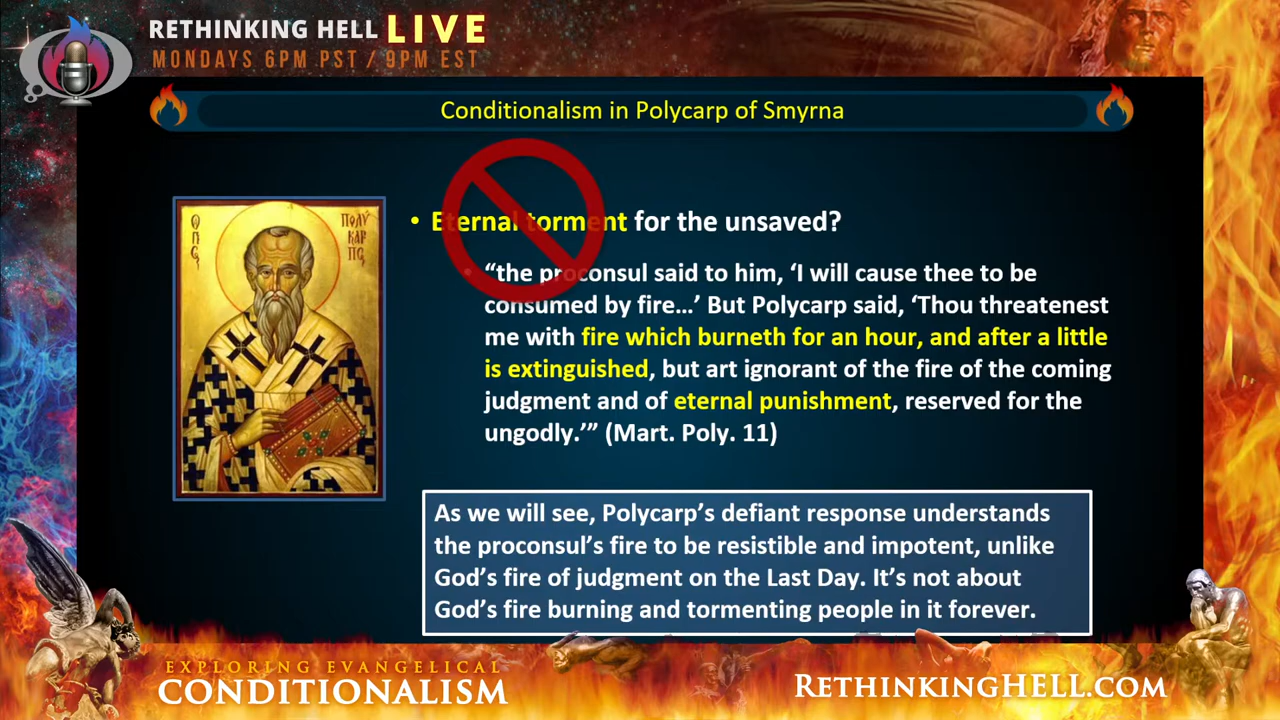 RETHINKING HELL LIVE
MONDAYS 6PM PST / 9PM EST
Conditionalism in Polycarp of Smyrna
• Eternal torment for the unsaved?
• “the proconsul said to him, ‘I will cause thee to be
consumed by fire…’ But Polycarp said, ‘Thou threatenest
me with fire which burneth for an hour, and after a little
is extinguished, but art ignorant of the fire of the coming
judgment and of eternal punishment, reserved for the
ungodly.’” (Mart. Poly. 11)
As we will see, Polycarp’s defiant response understands
the proconsul’s fire to be resistible and impotent, unlike
God’s fire of judgment on the Last Day. It’s not about
God’s fire burning and tormenting people in it forever.
EXPLORING EVANGELICAL
CONDITIONALISM
RETHINKINGHELL.COM